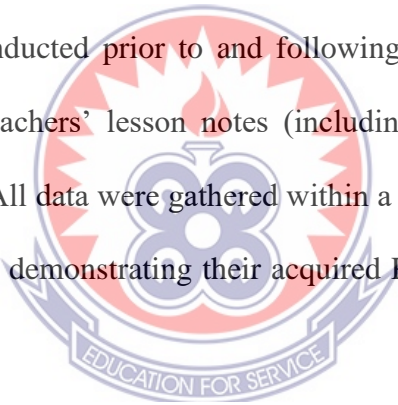 nducted prior to and following
eachers’ lesson notes (includin
All data were gathered within a
demonstrating their acquired
EDUCATION FOR SERVICE